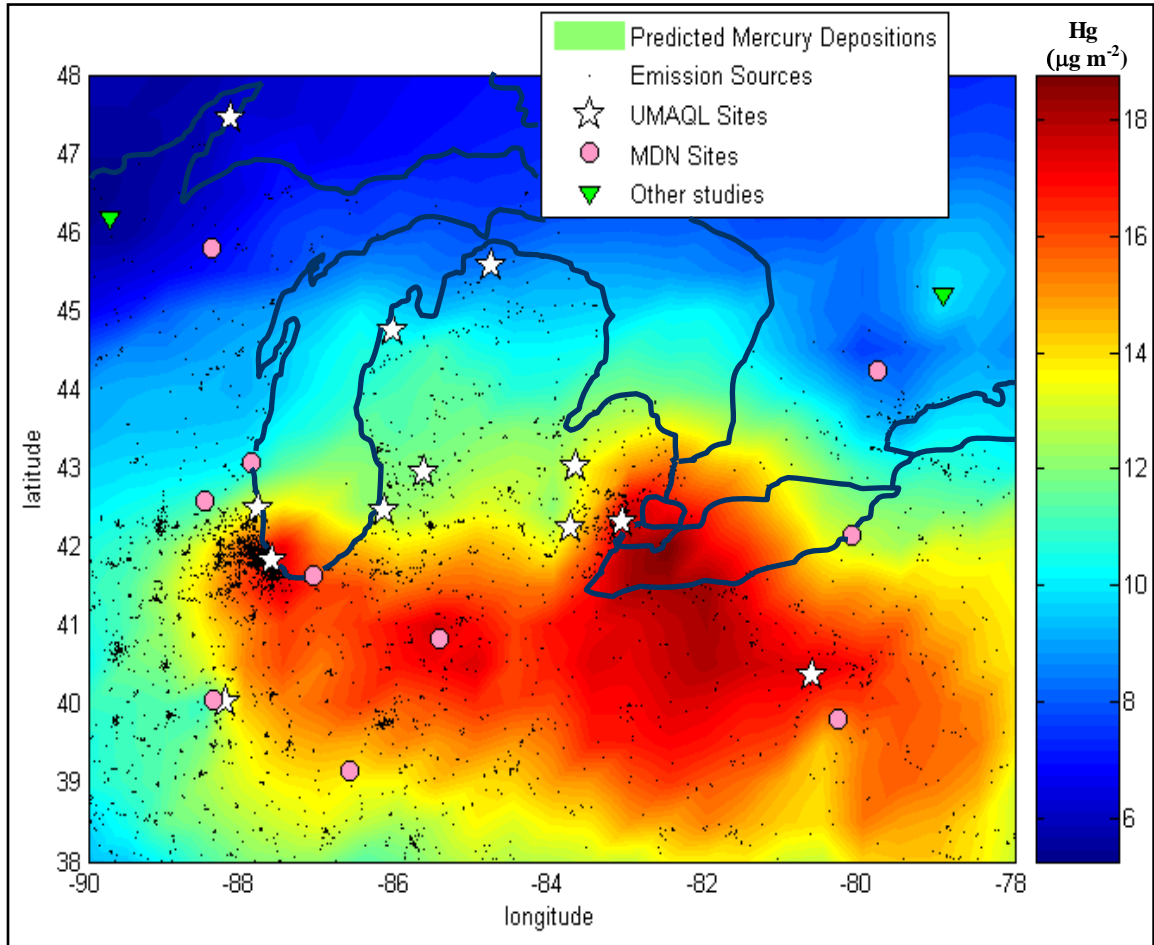 Predicted Mercury Depositions
Emission Sources
UMAQL Sites
MDN Sites
Other studies
Hg
(μg m-2)
48
47
46
45
44
43
42
41
40
39
38
latitude
-90
-88
-86
-84
-82
-80
-78
longitude
18
16
14
12
10
8
6